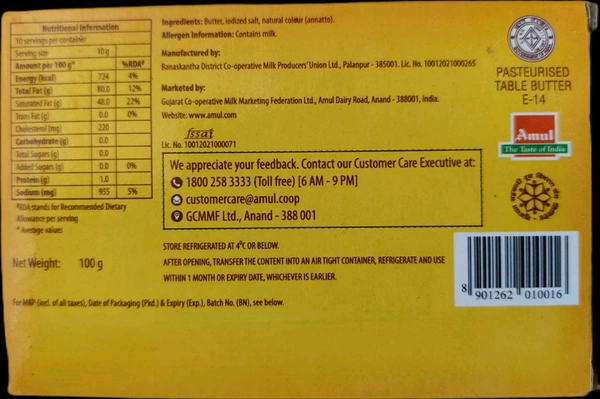 Nutritional Information
10 servings per container
Serving size 10 g
Amount per 100 g* %RDA#
Energy (kcal) 724 4%
Total Fat (g) 80.0 12%
Saturated Fat (g) 48.0 22%
Trans Fat (g) 0.0 0%
Cholesterol (mg) 220
Carbohydrate (g) 0.0
Total Sugars (g) 0.0
Added Sugars (g) 0.0 0%
Protein (g) 1.0
Sodium (mg) 955 5%
#RDA stands for Recommended Dietary
Allowance per serving
* Average values
Net Weight: 100 g
For MRP (incl. of all taxes), Date of Packaging (Pkd.) & Expiry (Exp.), Batch No. (BN), see below.
Ingredients: Butter, iodized salt, natural colour (annatto).
Allergen Information: Contains milk.
Manufactured by:
Banaskantha District Co-operative Milk Producers' Union Ltd., Palanpur - 385001. Lic. No. 10012021000265
Marketed by:
Gujarat Co-operative Milk Marketing Federation Ltd., Amul Dairy Road, Anand - 388001, India.
Website: www.amul.com
fssai
Lic. No. 10012021000071
We appreciate your feedback. Contact our Customer Care Executive at:
1800 258 3333 (Toll free) [6 AM - 9 PM]
customercare@amul.coop
GCMMF Ltd., Anand - 388 001
STORE REFRIGERATED AT 4°C OR BELOW.
AFTER OPENING, TRANSFER THE CONTENT INTO AN AIR TIGHT CONTAINER, REFRIGERATE AND USE
WITHIN 1 MONTH OR EXPIRY DATE, WHICHEVER IS EARLIER.
PASTEURISED
TABLE BUTTER
E-14
Amul
The Taste of India
8 901262 010016